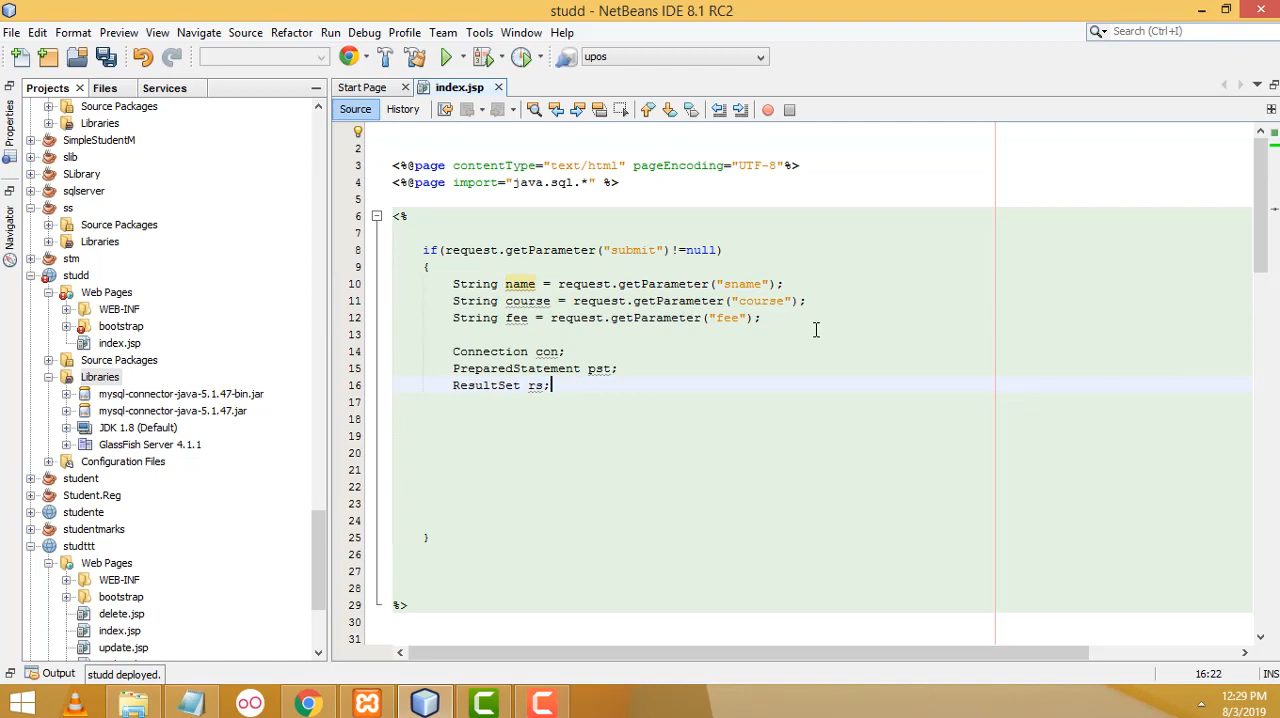 studd - NetBeans IDE 8.1 RC2
File Edit Format Preview View Navigate Source Refactor Run Debug Profile Team Tools Window Help
Search (Ctrl+I)
upos
Projects Files Services
Start Page index.jsp
Source History
Properties
Navigator
Source Packages
Libraries
SimpleStudentM
slib
SLibrary
sqlserver
ss
Source Packages
Libraries
stm
studd
Web Pages
WEB-INF
bootstrap
index.jsp
Source Packages
Libraries
mysql-connector-java-5.1.47-bin.jar
mysql-connector-java-5.1.47.jar
JDK 1.8 (Default)
GlassFish Server 4.1.1
Configuration Files
student
Student.Reg
studente
studentmarks
studttt
Web Pages
WEB-INF
bootstrap
delete.jsp
index.jsp
update.jsp
2
3 <%@page contentType="text/html" pageEncoding="UTF-8"%>
4 <%@page import="java.sql.*" %>
5
6 <%
7
8 if(request.getParameter("submit")!=null)
9 {
10 String name = request.getParameter("sname");
11 String course = request.getParameter("course");
12 String fee = request.getParameter("fee");
13
14 Connection con;
15 PreparedStatement pst;
16 ResultSet rs;
17
18
19
20
21
22
23
24
25 }
26
27
28
29 %>
30
31
Output
studd deployed.
16:22
INS
12:29 PM
8/3/2019